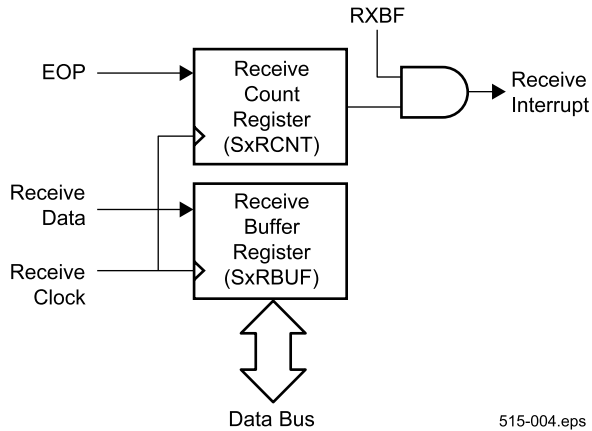 RXBF
EOP
Receive
Count
Register
(SxRCNT)
Receive
Interrupt
Receive
Data
Receive
Buffer
Register
(SxRBUF)
Receive
Clock
Data Bus
515-004.eps